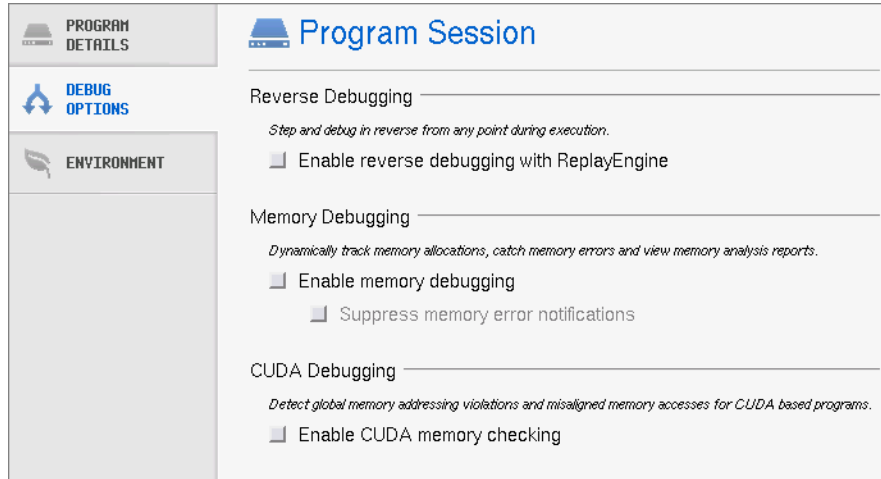 PROGRAM
DETAILS
DEBUG
OPTIONS
ENVIRONMENT
Program Session
Reverse Debugging
Step and debug in reverse from any point during execution.
Enable reverse debugging with ReplayEngine
Memory Debugging
Dynamically track memory allocations, catch memory errors and view memory analysis reports.
Enable memory debugging
Suppress memory error notifications
CUDA Debugging
Detect global memory addressing violations and misaligned memory accesses for CUDA based programs.
Enable CUDA memory checking